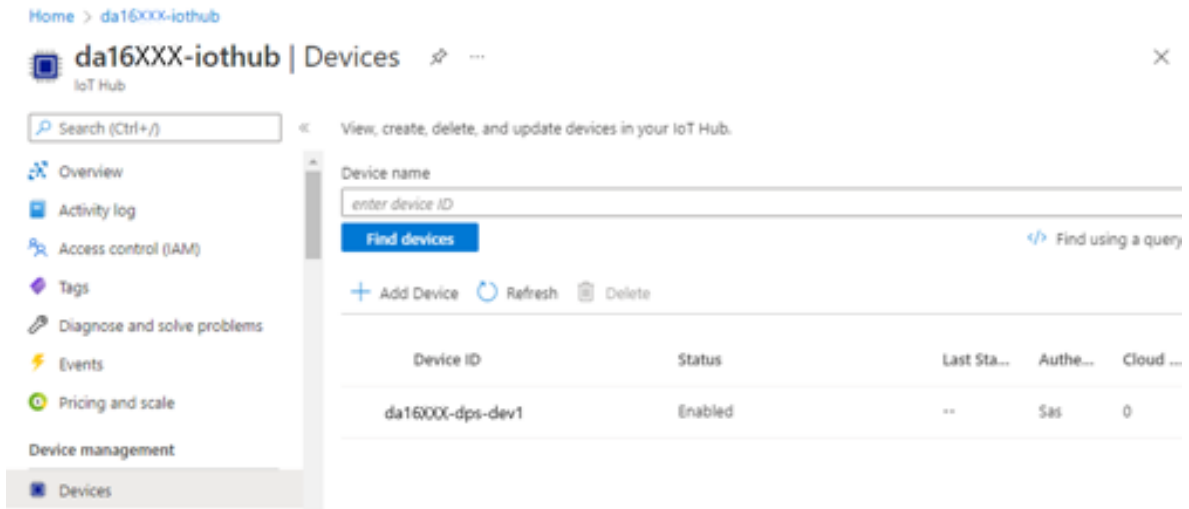 Home > da16XXX-iothub
da16XXX-iothub | Devices ...
IoT Hub
Search (Ctrl+/)
«
View, create, delete, and update devices in your IoT Hub.
Overview
Activity log
Access control (IAM)
Tags
Diagnose and solve problems
Events
Pricing and scale
Device management
Devices
Device name
enter device ID
Find devices
</> Find using a query
+ Add Device Refresh Delete
Device ID Status Last Sta... Authe... Cloud ...
da16XXX-dps-dev1 Enabled -- Sas 0